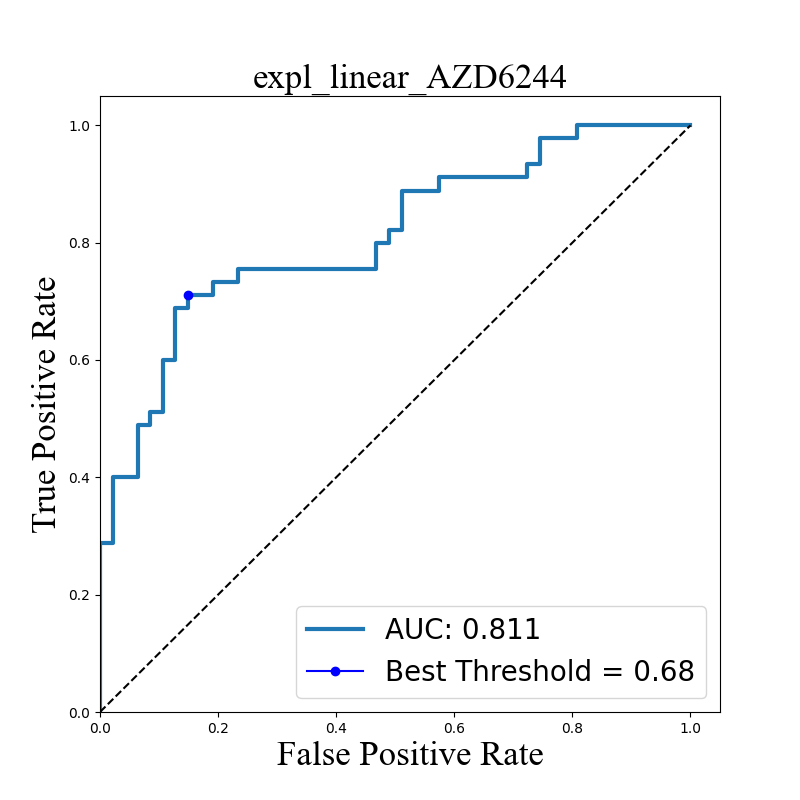 expl_linear_AZD6244
True Positive Rate
1.0
0.8
0.6
0.4
0.2
0.0
0.0 0.2 0.4 0.6 0.8 1.0
False Positive Rate
AUC: 0.811
Best Threshold = 0.68